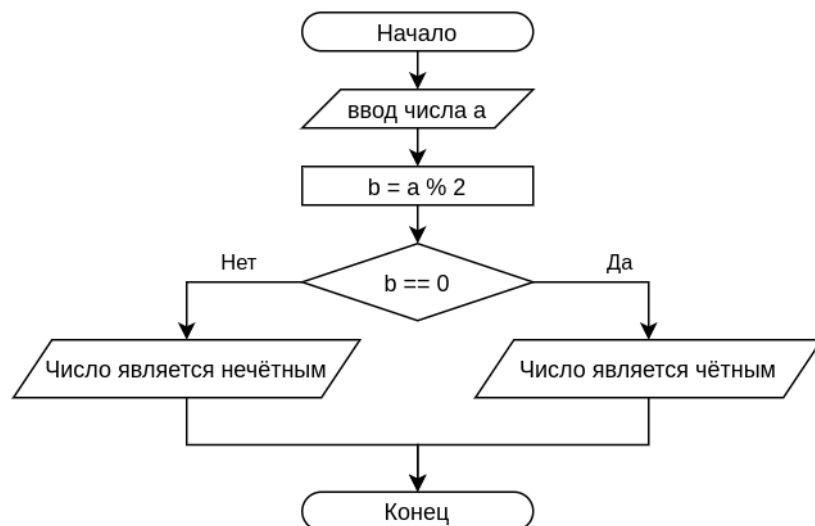 Начало
ввод числа a
b = a % 2
b == 0
Нет
Да
Число является нечётным
Число является чётным
Конец